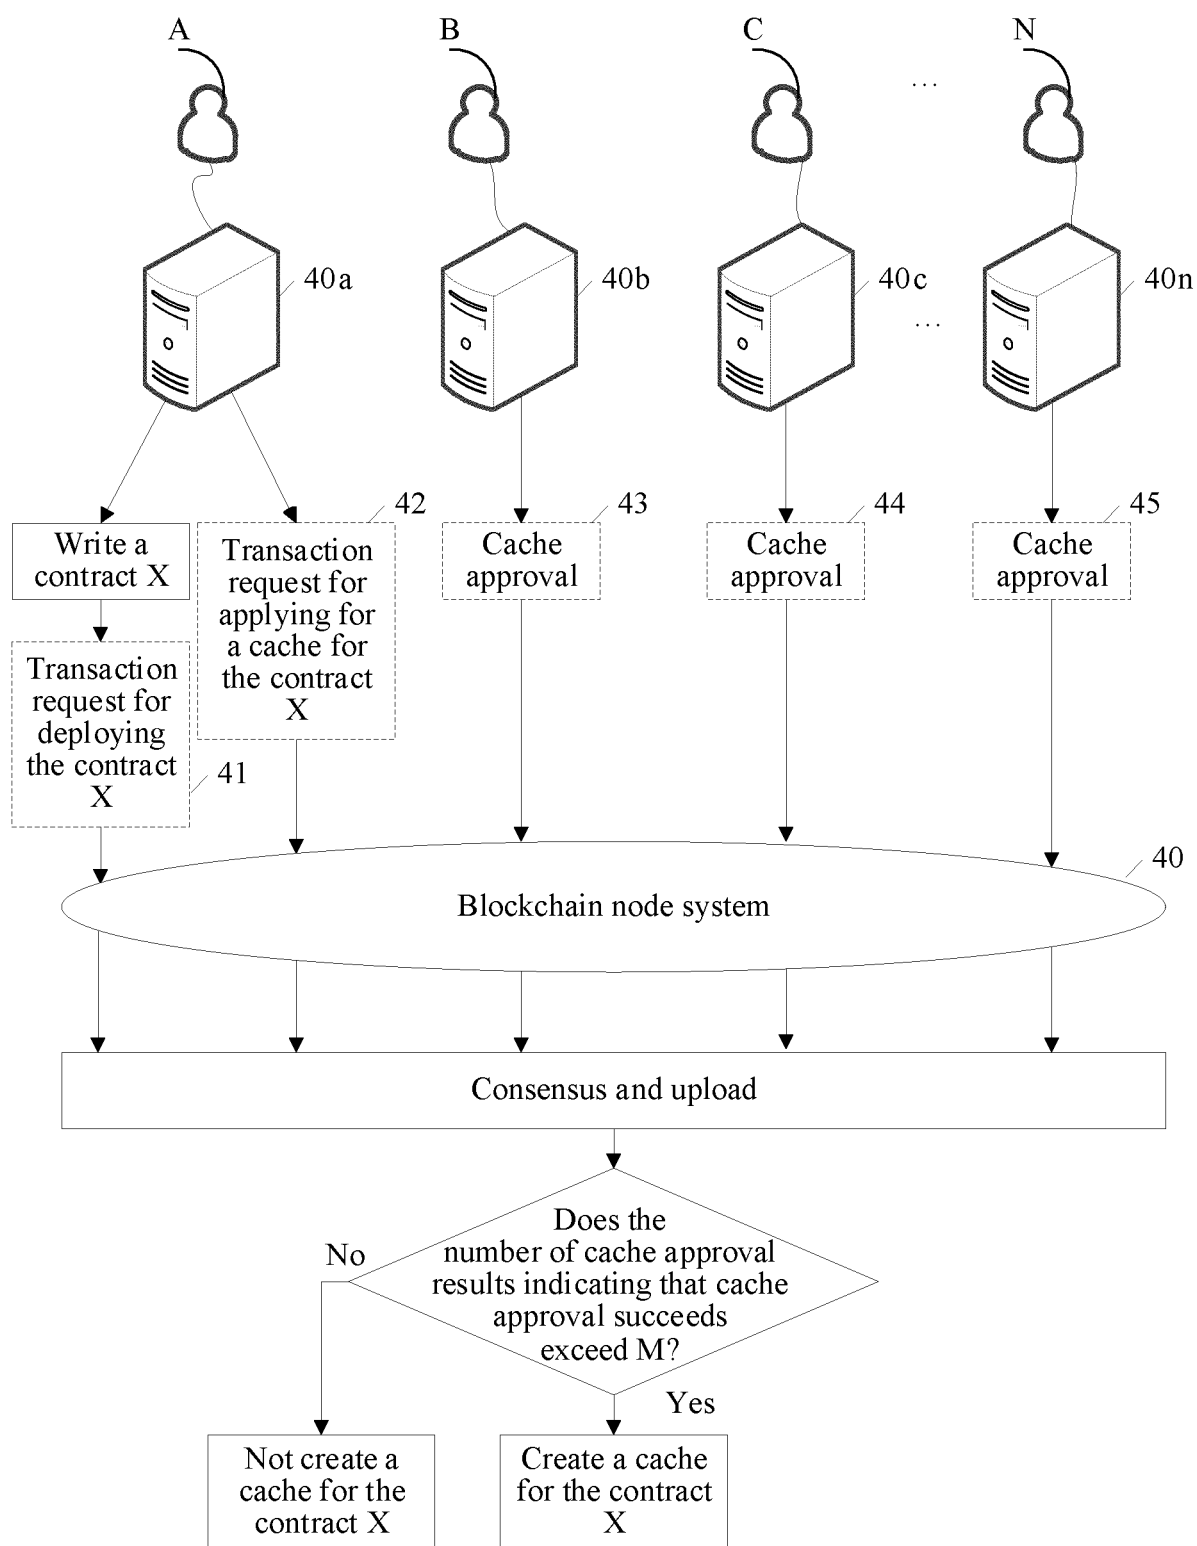 A
B
C
...
N
40a
40b
40c
...
40n
Write a
contract X
42
Transaction
request for
applying for
a cache for
the contract
X
43
Cache
approval
44
Cache
approval
45
Cache
approval
Transaction
request for
deploying
the contract
X
41
40
Blockchain node system
Consensus and upload
Does the
number of cache approval
results indicating that cache
approval succeeds
exceed M?
No
Yes
Not create a
cache for the
contract X
Create a cache
for the contract
X